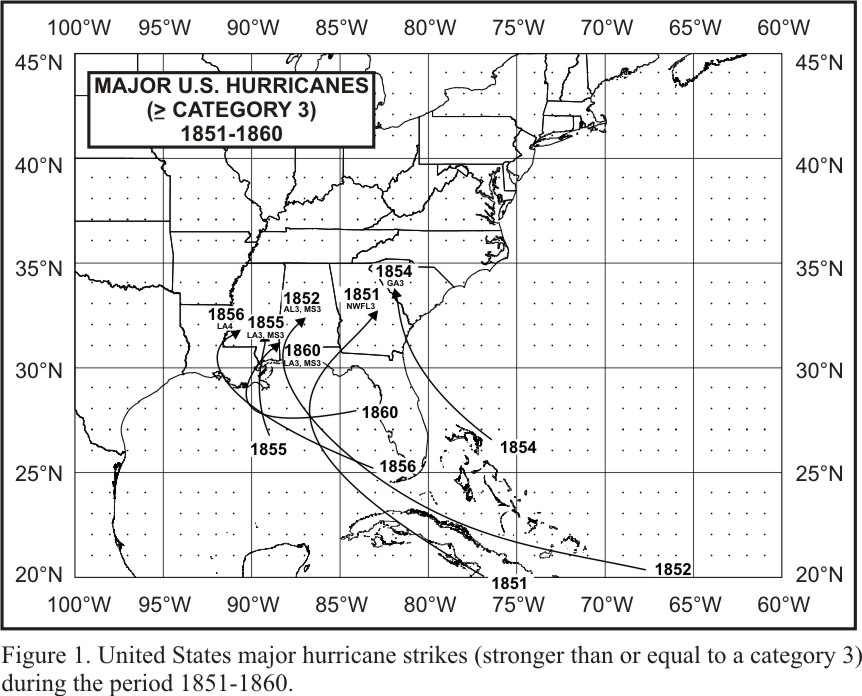 100°W 95°W 90°W 85°W 80°W 75°W 70°W 65°W 60°W
45°N 45°N
MAJOR U.S. HURRICANES
(≥ CATEGORY 3)
1851-1860
40°N 40°N
35°N 35°N
1854
GA3
1851
NWFL3
1852
AL3, MS3
1856
LA4
1855
LA3, MS3
1860
LA3, MS3
30°N 30°N
1860
1855
1854
1856
25°N 25°N
1852
1851
20°N 20°N
100°W 95°W 90°W 85°W 80°W 75°W 70°W 65°W 60°W
Figure 1. United States major hurricane strikes (stronger than or equal to a category 3)
during the period 1851-1860.